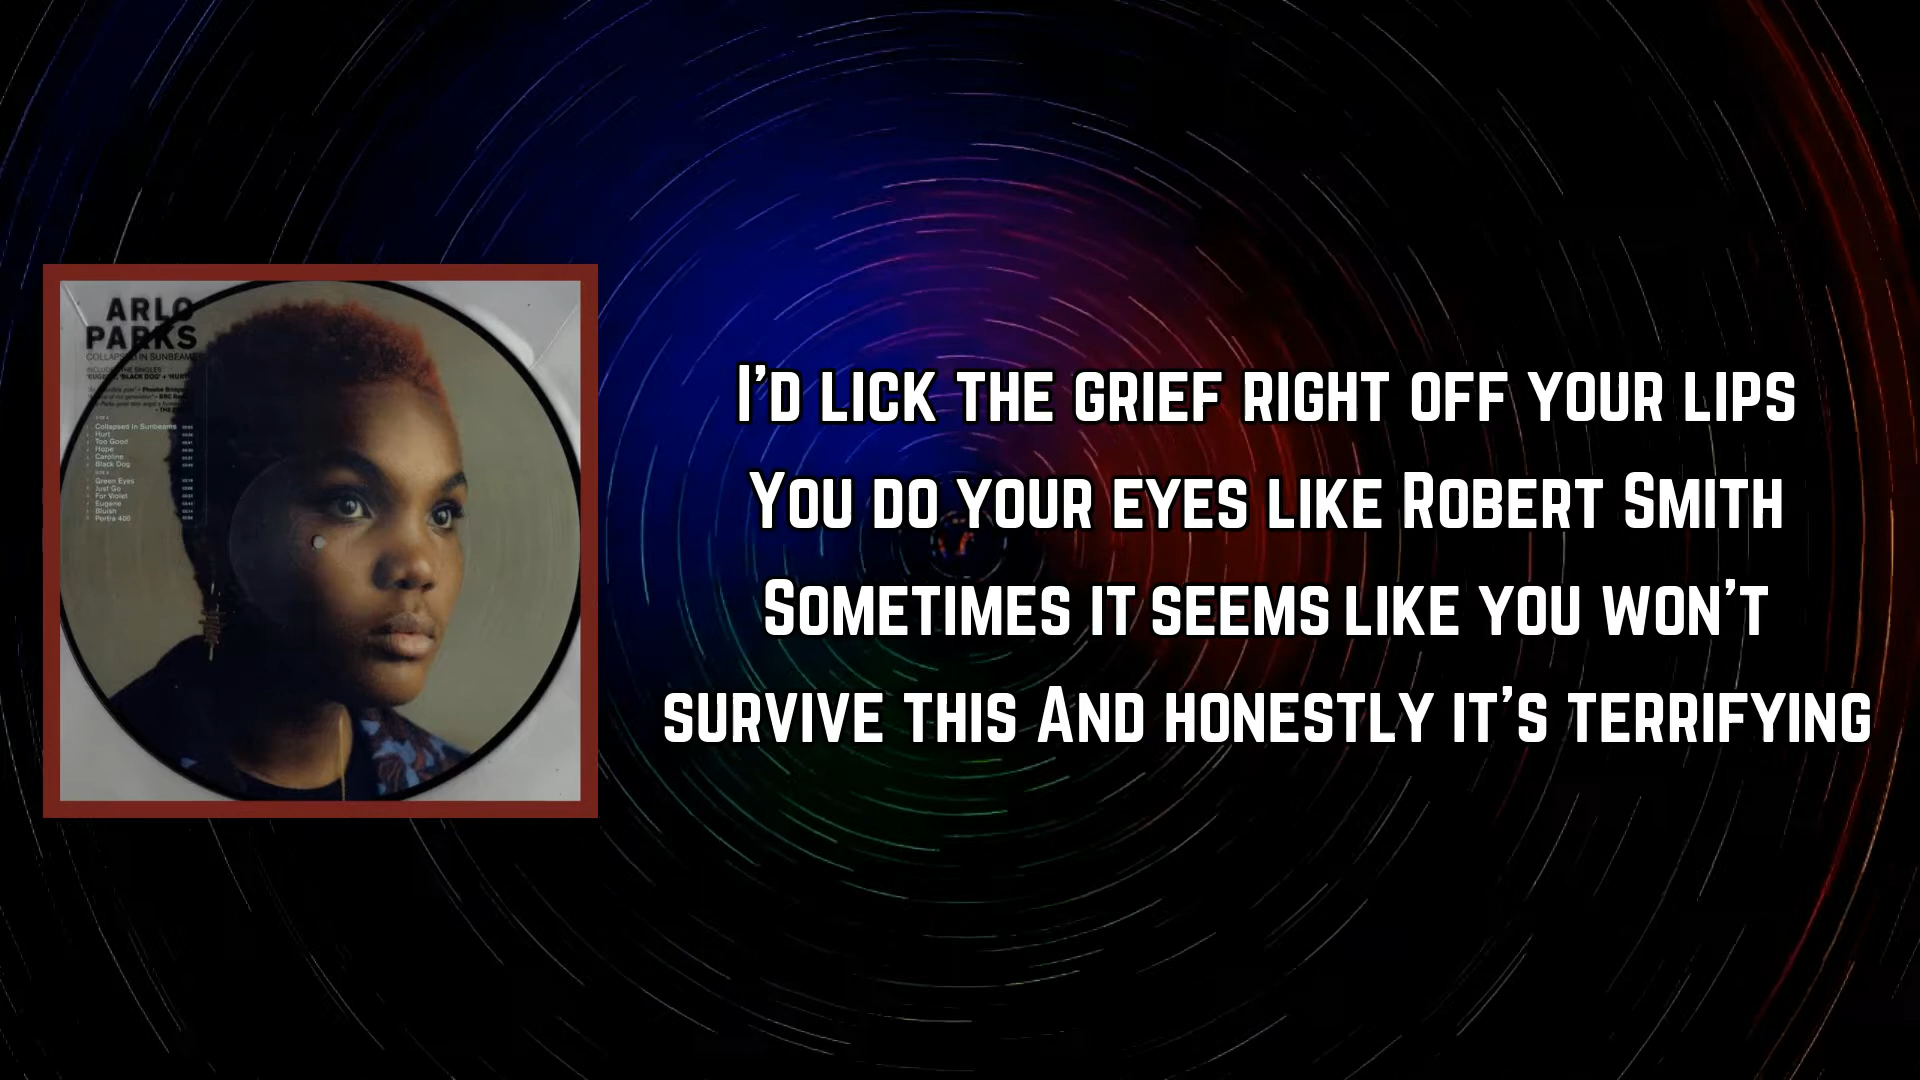 ARLO
PARKS
COLLAPSED IN SUNBEAMS
Collapsed In Sunbeams
Hurt
Too Good
Hope
Caroline
Black Dog
Green Eyes
Just Go
For Violet
Eugene
Bluish
Portra 400
I'D LICK THE GRIEF RIGHT OFF YOUR LIPS
YOU DO YOUR EYES LIKE ROBERT SMITH
SOMETIMES IT SEEMS LIKE YOU WON'T
SURVIVE THIS AND HONESTLY IT'S TERRIFYING